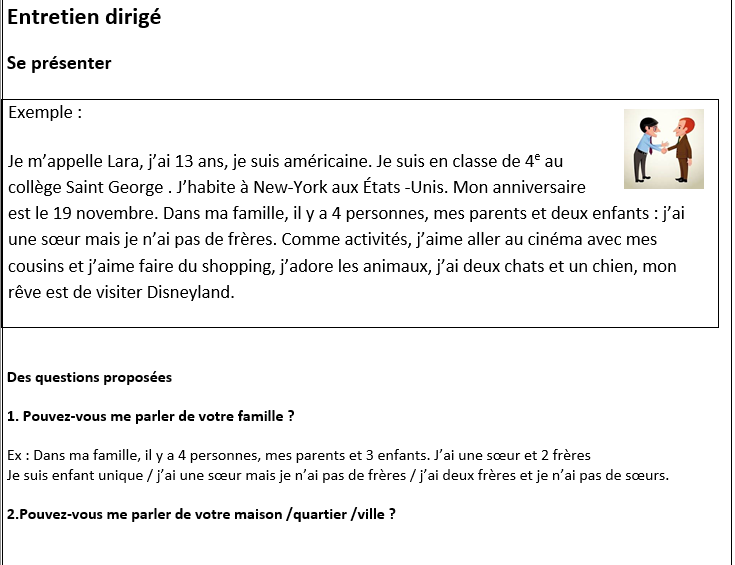 Entretien dirigé
Se présenter
Exemple :
Je m’appelle Lara, j’ai 13 ans, je suis américaine. Je suis en classe de 4e au
collège Saint George . J’habite à New-York aux États -Unis. Mon anniversaire
est le 19 novembre. Dans ma famille, il y a 4 personnes, mes parents et deux enfants : j’ai
une sœur mais je n’ai pas de frères. Comme activités, j’aime aller au cinéma avec mes
cousins et j’aime faire du shopping, j’adore les animaux, j’ai deux chats et un chien, mon
rêve est de visiter Disneyland.
Des questions proposées
1. Pouvez-vous me parler de votre famille ?
Ex : Dans ma famille, il y a 4 personnes, mes parents et 3 enfants. J’ai une sœur et 2 frères
Je suis enfant unique / j’ai une sœur mais je n’ai pas de frères / j’ai deux frères et je n’ai pas de sœurs.
2.Pouvez-vous me parler de votre maison /quartier /ville ?